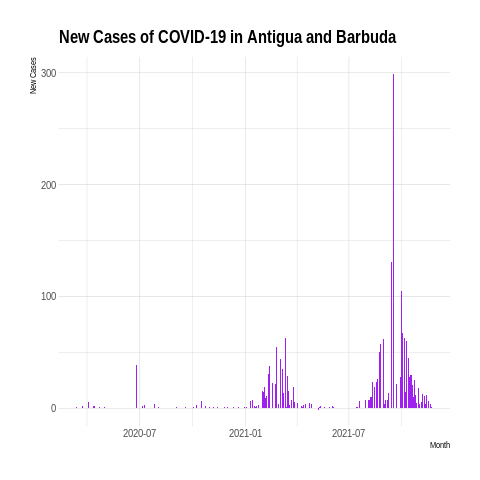 New Cases of COVID-19 in Antigua and Barbuda
New Cases
300
200
100
0
2020-07 2021-01 2021-07
Month